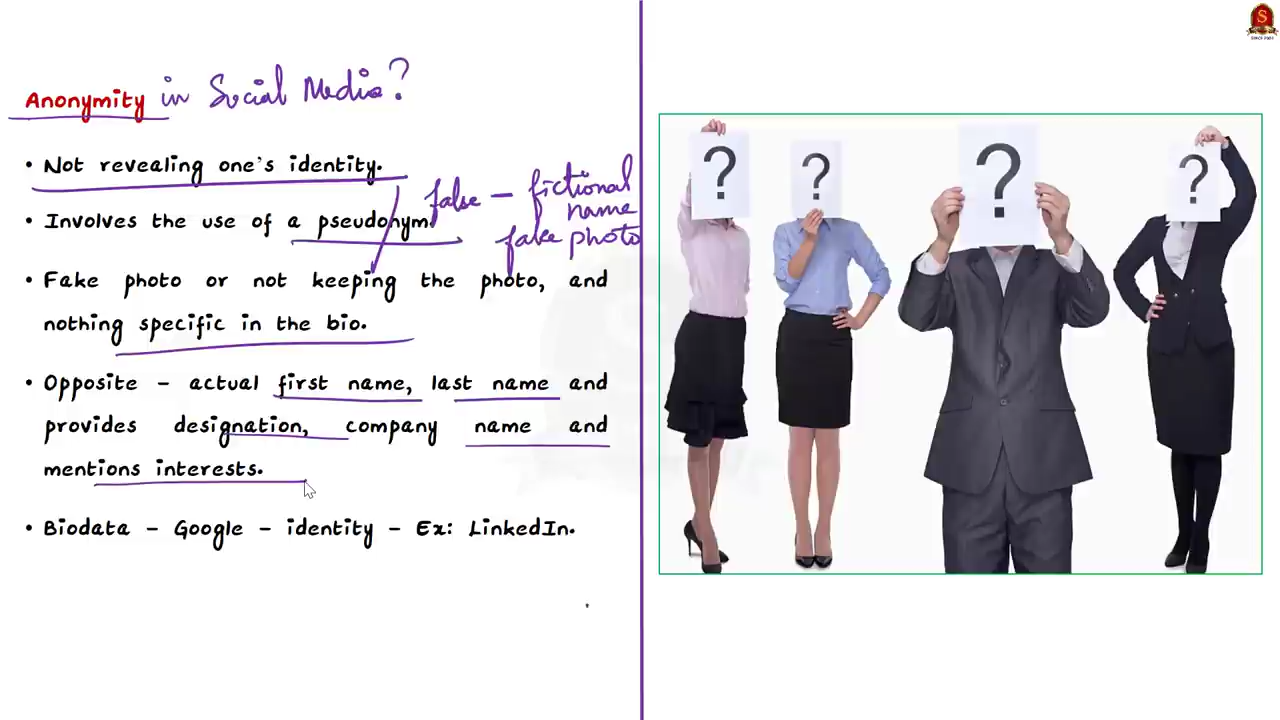 Anonymity in Social Media?
• Not revealing one's identity.
false – fictional
name
• Involves the use of a pseudonym.
fake photo
• Fake photo or not keeping the photo, and
nothing specific in the bio.
• Opposite – actual first name, last name and
provides designation, company name and
mentions interests.
• Biodata – Google – identity – Ex: LinkedIn.
?
?
?
?
S